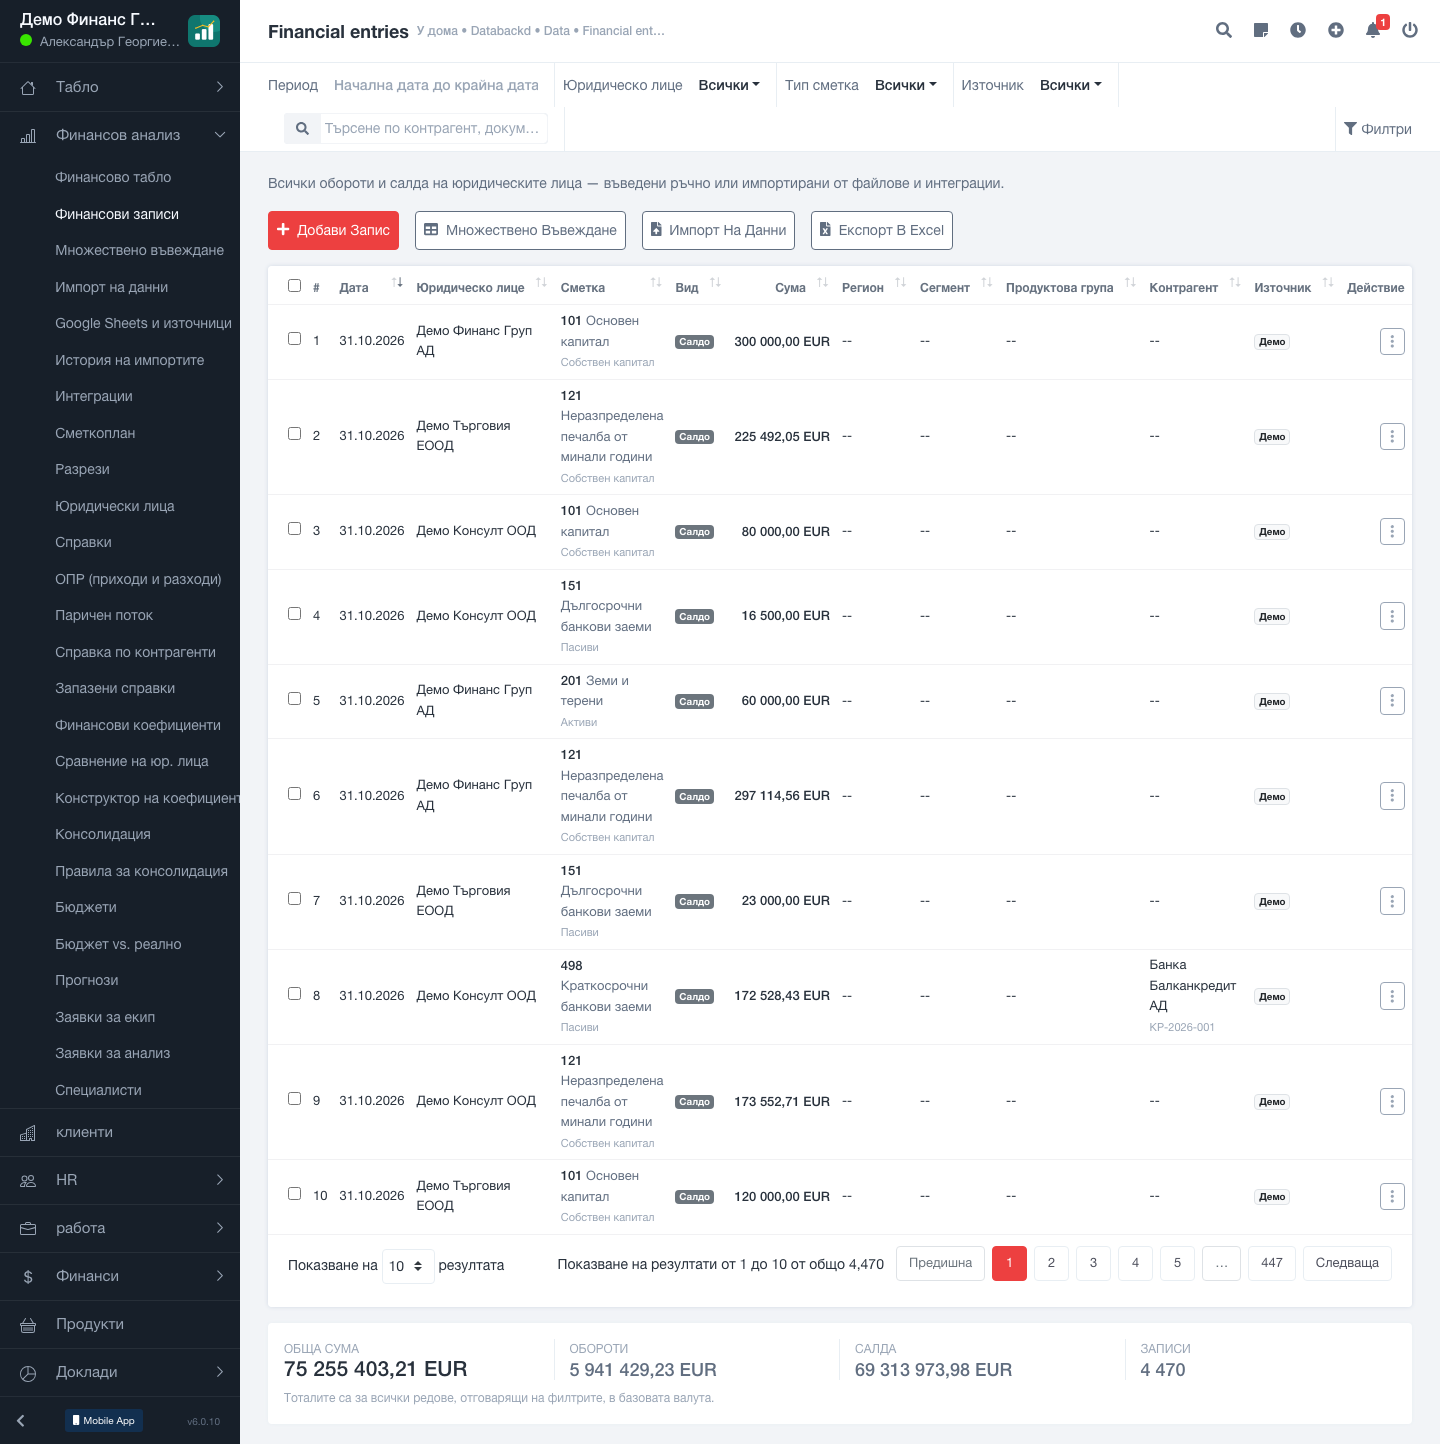 Демо Финанс Г...
Александър Георгие...
Табло
Финансов анализ
Финансово табло
Финансови записи
Множествено въвеждане
Импорт на данни
Google Sheets и източници
История на импортите
Интеграции
Сметкоплан
Разрези
Юридически лица
Справки
ОПР (приходи и разходи)
Паричен поток
Справка по контрагенти
Запазени справки
Финансови коефициенти
Сравнение на юр. лица
Конструктор на коефициент
Консолидация
Правила за консолидация
Бюджети
Бюджет vs. реално
Прогнози
Заявки за екип
Заявки за анализ
Специалисти
клиенти
HR
работа
Финанси
Продукти
Доклади
Mobile App v6.0.10
Financial entries У дома • Databackd • Data • Financial ent...
1
Период Начална дата до крайна дата Юридическо лице Всички Тип сметка Всички Източник Всички
Търсене по контрагент, докум... Филтри
Всички обороти и салда на юридическите лица — въведени ръчно или импортирани от файлове и интеграции.
Добави Запис Множествено Въвеждане Импорт На Данни Експорт В Excel
# Дата Юридическо лице Сметка Вид Сума Регион Сегмент Продуктова група Контрагент Източник Действие
1 31.10.2026 Демо Финанс Груп АД 101 Основен капитал Собствен капитал Салдо 300 000,00 EUR -- -- -- -- Демо
2 31.10.2026 Демо Търговия ЕООД 121 Неразпределена печалба от минали години Собствен капитал Салдо 225 492,05 EUR -- -- -- -- Демо
3 31.10.2026 Демо Консулт ООД 101 Основен капитал Собствен капитал Салдо 80 000,00 EUR -- -- -- -- Демо
4 31.10.2026 Демо Консулт ООД 151 Дългосрочни банкови заеми Пасиви Салдо 16 500,00 EUR -- -- -- -- Демо
5 31.10.2026 Демо Финанс Груп АД 201 Земи и терени Активи Салдо 60 000,00 EUR -- -- -- -- Демо
6 31.10.2026 Демо Финанс Груп АД 121 Неразпределена печалба от минали години Собствен капитал Салдо 297 114,56 EUR -- -- -- -- Демо
7 31.10.2026 Демо Търговия ЕООД 151 Дългосрочни банкови заеми Пасиви Салдо 23 000,00 EUR -- -- -- -- Демо
8 31.10.2026 Демо Консулт ООД 498 Краткосрочни банкови заеми Пасиви Салдо 172 528,43 EUR -- -- -- Банка Балканкредит АД КР-2026-001 Демо
9 31.10.2026 Демо Консулт ООД 121 Неразпределена печалба от минали години Собствен капитал Салдо 173 552,71 EUR -- -- -- -- Демо
10 31.10.2026 Демо Търговия ЕООД 101 Основен капитал Собствен капитал Салдо 120 000,00 EUR -- -- -- -- Демо
Показване на 10 резултата Показване на резултати от 1 до 10 от общо 4,470 Предишна 1 2 3 4 5 ... 447 Следваща
ОБЩА СУМА ОБОРОТИ САЛДА ЗАПИСИ
75 255 403,21 EUR 5 941 429,23 EUR 69 313 973,98 EUR 4 470
Тоталите са за всички редове, отговарящи на филтрите, в базовата валута.